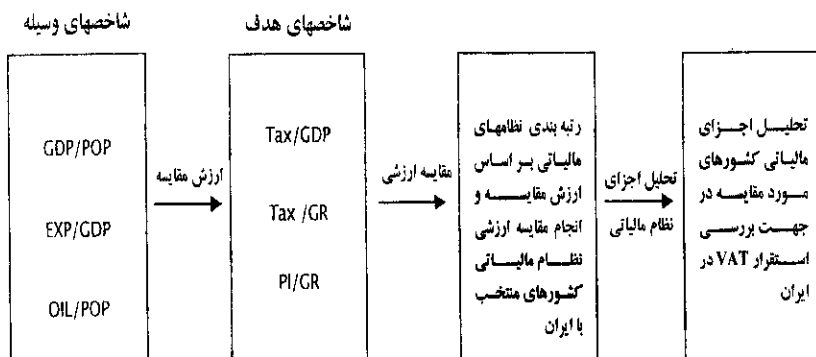 شاخصهای وسیله
شاخصهای هدف
GDP/POP
EXP/GDP
OIL/POP
ارزش مقایسه
Tax/GDP
Tax /GR
PI/GR
مقایسه ارزشی
رتبه بندی نظامهای
مالیاتی بر اساس
ارزش مقایسه و
انجام مقایسه ارزشی
نظام مالیاتی
کشورهای منتخب
با ایران
تحلیل اجزای
نظام مالیاتی
تحلیل اجزای
مالیاتی کشورهای
مورد مقایسه در
جهت بررسی
استقرار VAT در
ایران